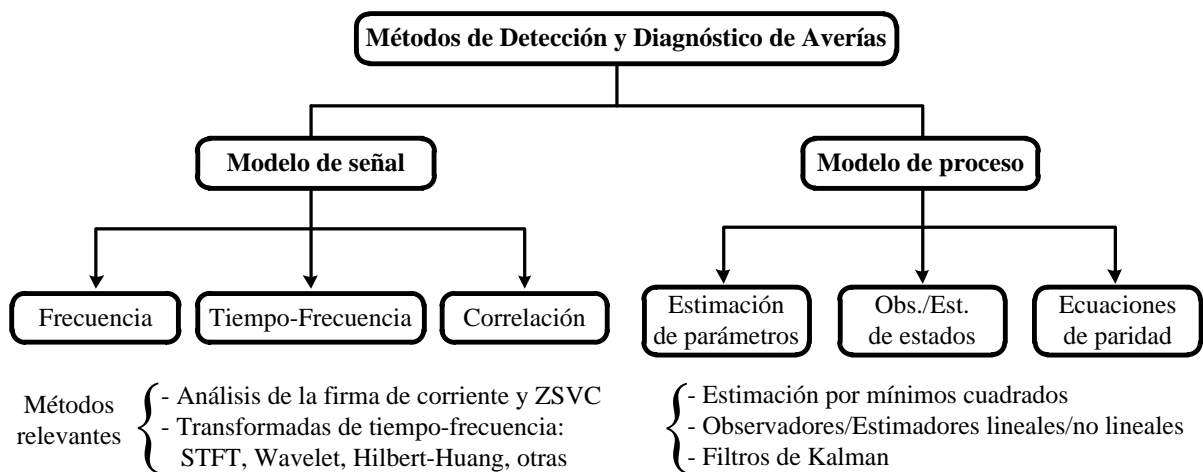 Métodos de Detección y Diagnóstico de Averías
Modelo de señal
Modelo de proceso
Frecuencia
Tiempo-Frecuencia
Correlación
Estimación
de parámetros
Obs./Est.
de estados
Ecuaciones
de paridad
Métodos
relevantes
- Análisis de la firma de corriente y ZSVC
- Transformadas de tiempo-frecuencia:
STFT, Wavelet, Hilbert-Huang, otras
- Estimación por mínimos cuadrados
- Observadores/Estimadores lineales/no lineales
- Filtros de Kalman